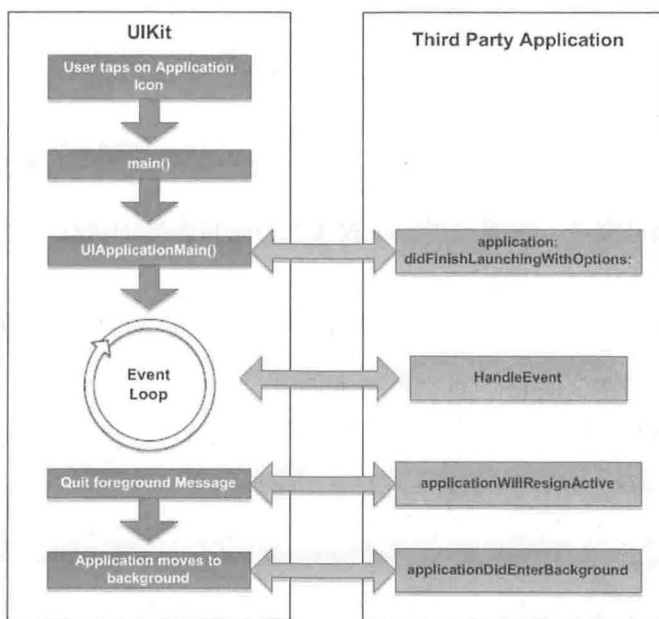 UIKit
User taps on Application
Icon
main()
UIApplicationMain()
Event
Loop
Quit foreground Message
Application moves to
background
Third Party Application
application:
didFinishLaunchingWithOptions:
HandleEvent
applicationWillResignActive
applicationDidEnterBackground